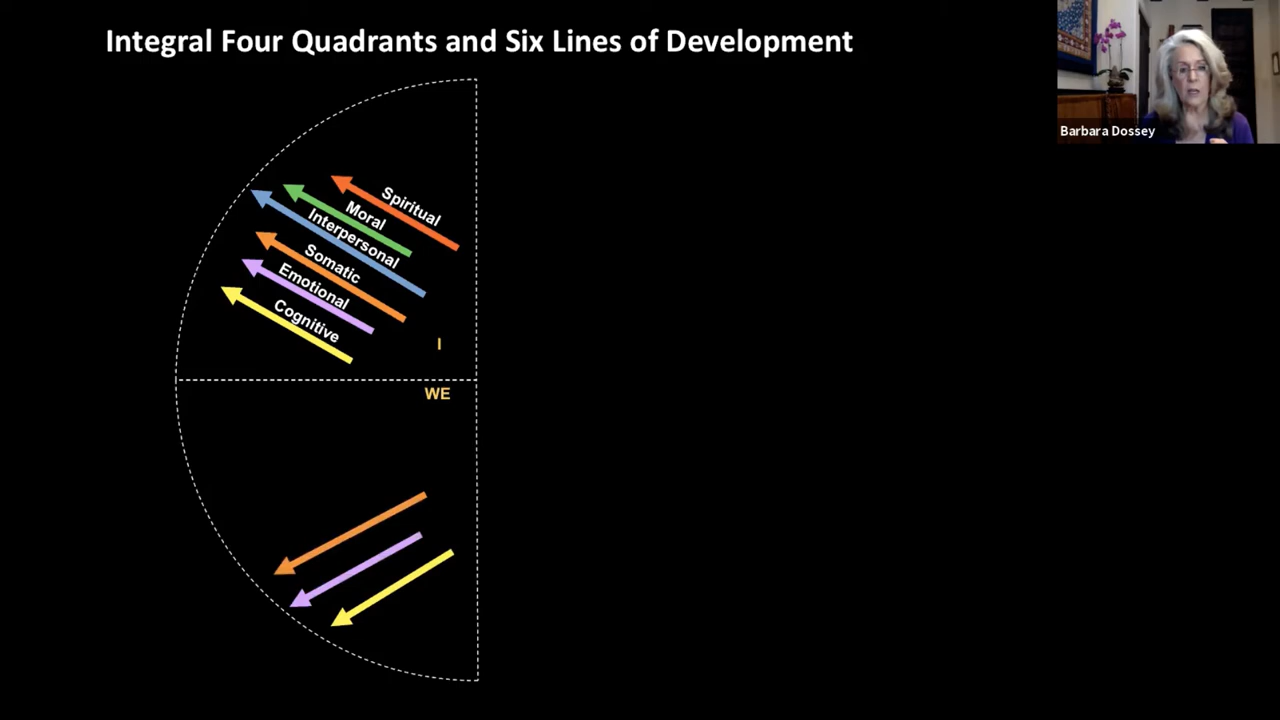 Integral Four Quadrants and Six Lines of Development
Barbara Dossey
Spiritual
Moral
Interpersonal
Somatic
Emotional
Cognitive
I
WE